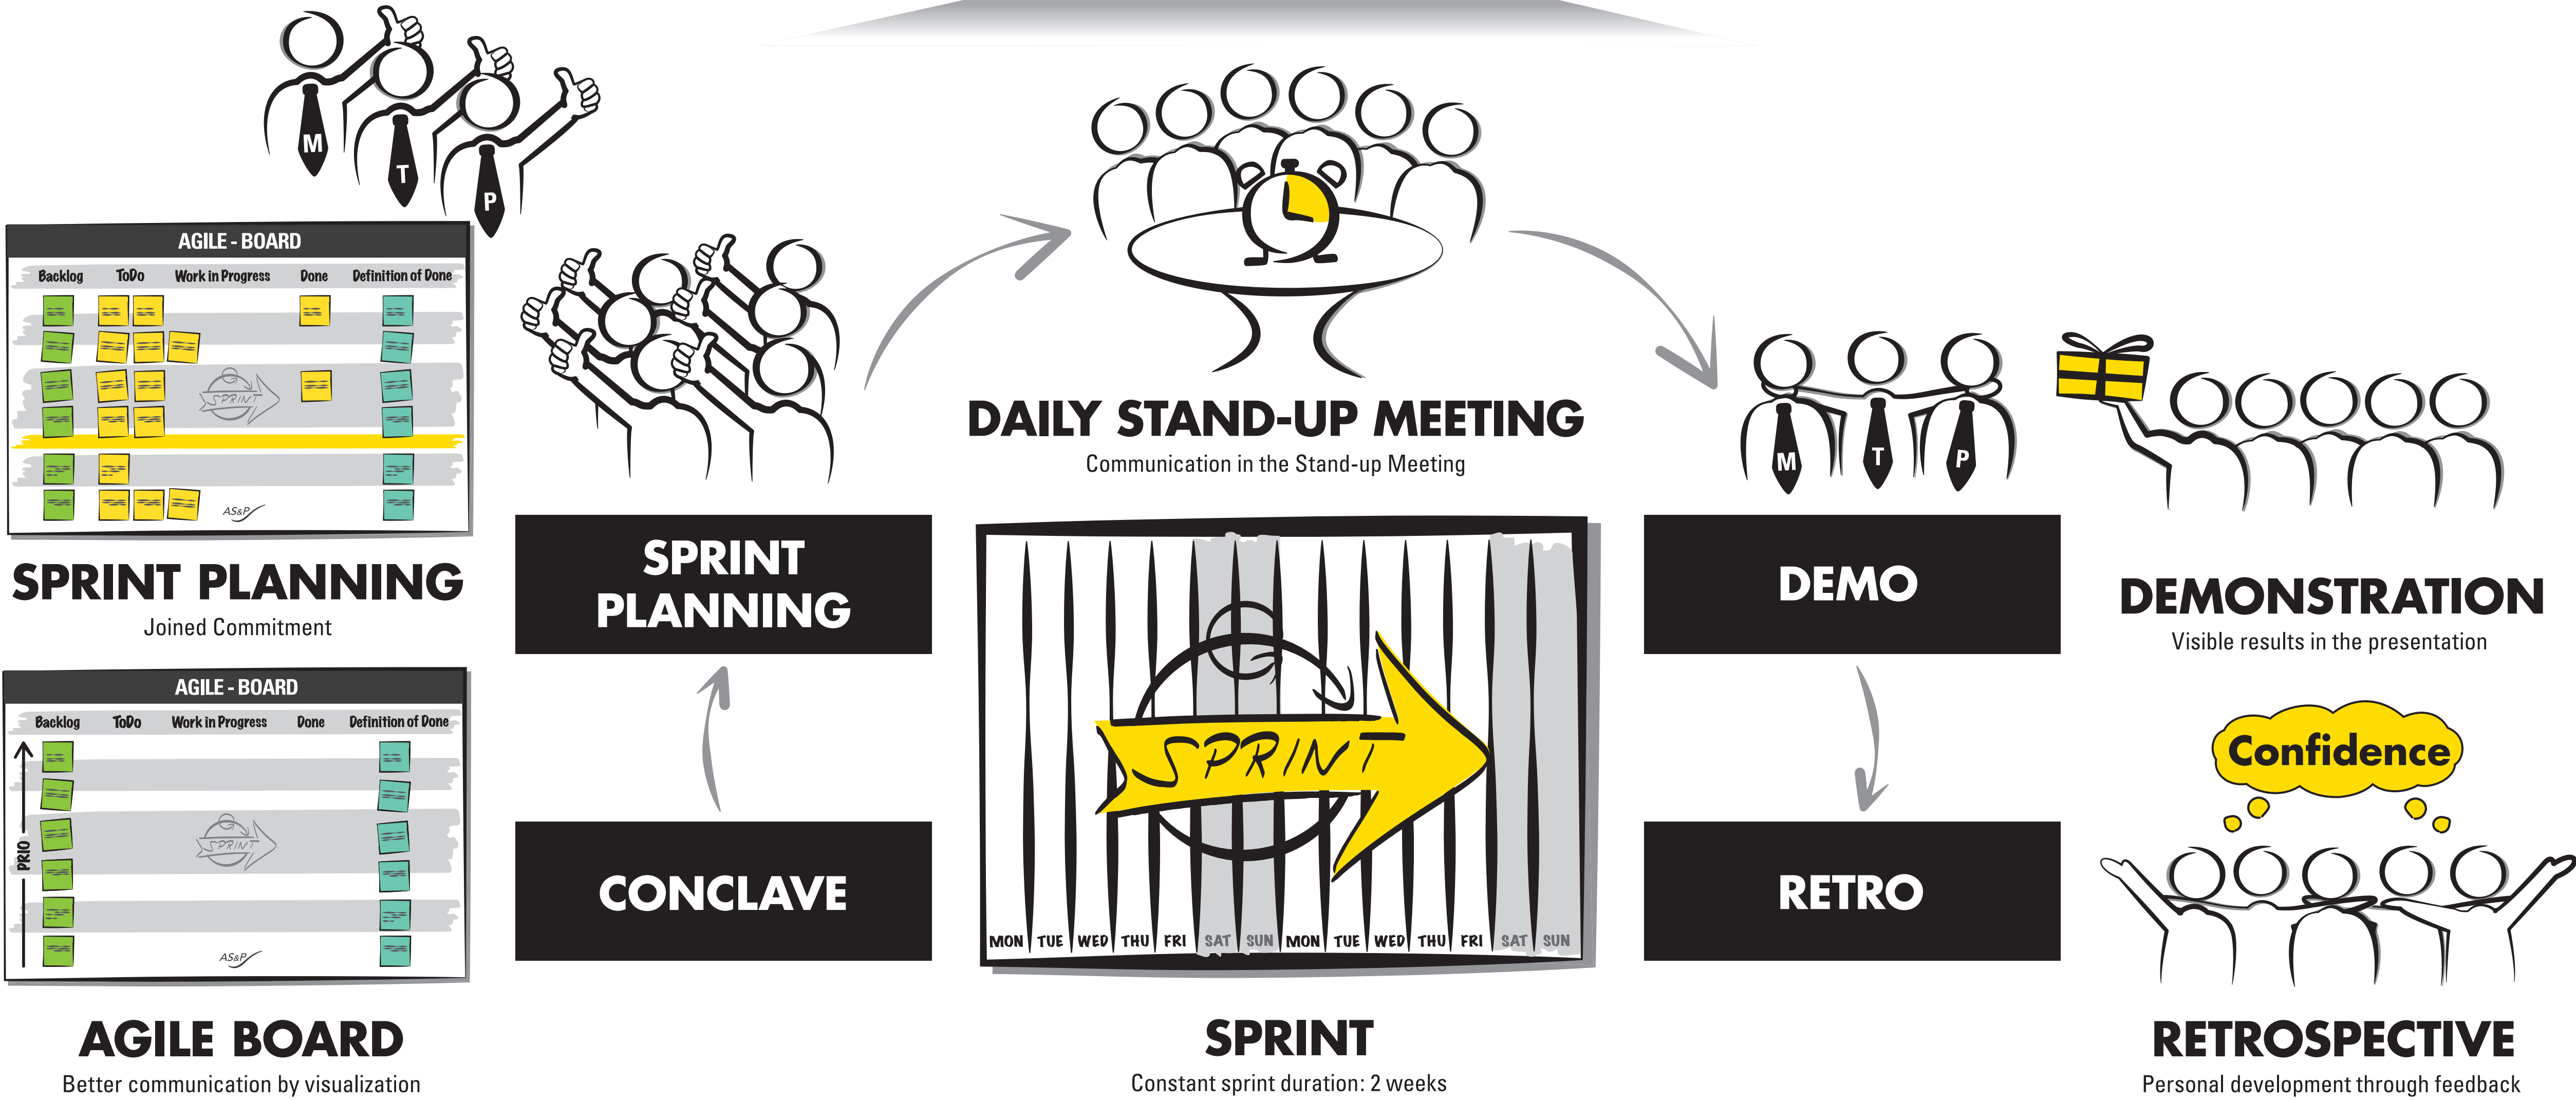 M
T
P
AGILE - BOARD
Backlog ToDo Work in Progress Done Definition of Done
SPRINT
AS&P
SPRINT PLANNING
Joined Commitment
AGILE - BOARD
Backlog ToDo Work in Progress Done Definition of Done
PRIO
SPRINT
AS&P
AGILE BOARD
Better communication by visualization
SPRINT
PLANNING
CONCLAVE
DAILY STAND-UP MEETING
Communication in the Stand-up Meeting
SPRINT
MON TUE WED THU FRI SAT SUN MON TUE WED THU FRI SAT SUN
SPRINT
Constant sprint duration: 2 weeks
M T P
DEMO
RETRO
DEMONSTRATION
Visible results in the presentation
Confidence
RETROSPECTIVE
Personal development through feedback